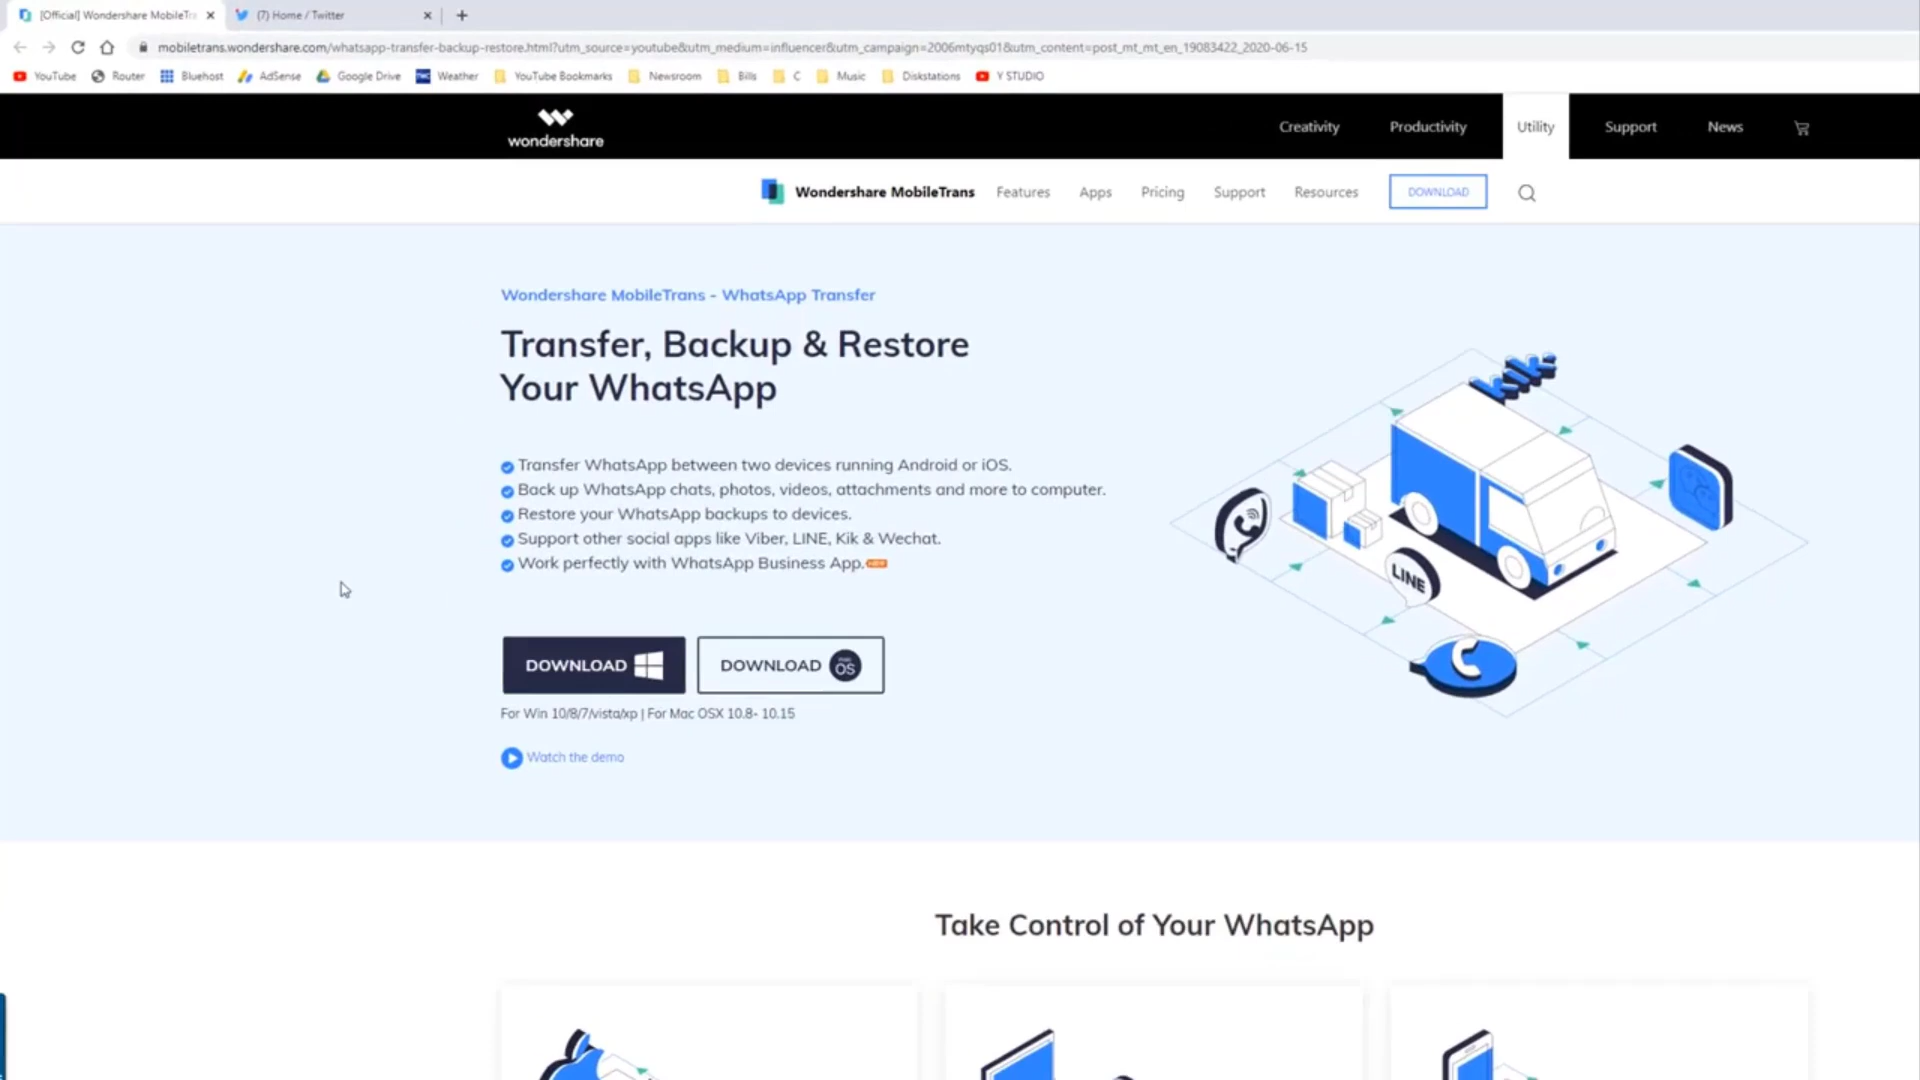 [Official] Wondershare MobileTra
(7) Home / Twitter
mobiletrans.wondershare.com/whatsapp-transfer-backup-restore.html?utm_source=youtube&utm_medium=influencer&utm_campaign=2006mtyqs01&utm_content=post_mt_mt_en_19083422_2020-06-15
YouTube Router Bluehost AdSense Google Drive Weather YouTube Bookmarks Newsroom Bills C Music Diskstations Y STUDIO
wondershare
Creativity Productivity Utility Support News
Wondershare MobileTrans Features Apps Pricing Support Resources DOWNLOAD
Wondershare MobileTrans - WhatsApp Transfer
Transfer, Backup & Restore
Your WhatsApp
Transfer WhatsApp between two devices running Android or iOS.
Back up WhatsApp chats, photos, videos, attachments and more to computer.
Restore your WhatsApp backups to devices.
Support other social apps like Viber, LINE, Kik & Wechat.
Work perfectly with WhatsApp Business App. NEW
kik
LINE
DOWNLOAD
DOWNLOAD mac OS
For Win 10/8/7/vista/xp | For Mac OSX 10.8- 10.15
Watch the demo
Take Control of Your WhatsApp